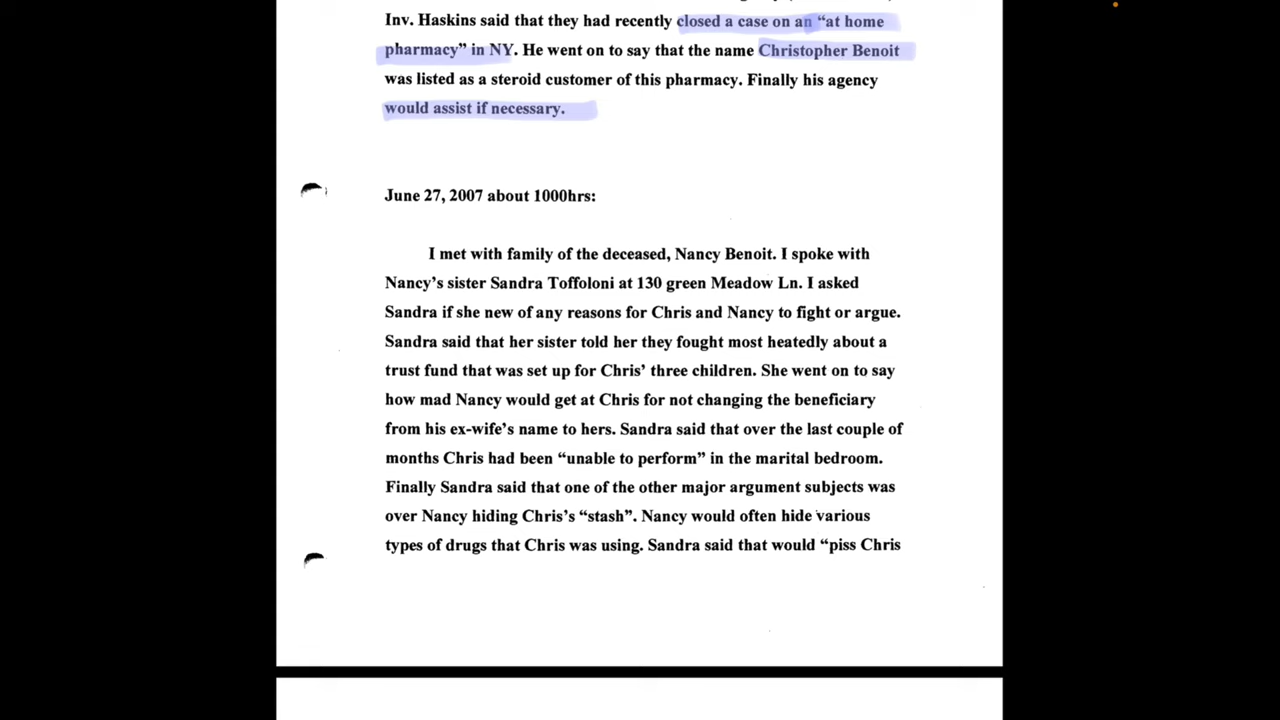 Inv. Haskins said that they had recently closed a case on an “at home
pharmacy” in NY. He went on to say that the name Christopher Benoit
was listed as a steroid customer of this pharmacy. Finally his agency
would assist if necessary.
June 27, 2007 about 1000hrs:
I met with family of the deceased, Nancy Benoit. I spoke with
Nancy’s sister Sandra Toffoloni at 130 green Meadow Ln. I asked
Sandra if she new of any reasons for Chris and Nancy to fight or argue.
Sandra said that her sister told her they fought most heatedly about a
trust fund that was set up for Chris’ three children. She went on to say
how mad Nancy would get at Chris for not changing the beneficiary
from his ex-wife’s name to hers. Sandra said that over the last couple of
months Chris had been “unable to perform” in the marital bedroom.
Finally Sandra said that one of the other major argument subjects was
over Nancy hiding Chris’s “stash”. Nancy would often hide various
types of drugs that Chris was using. Sandra said that would “piss Chris